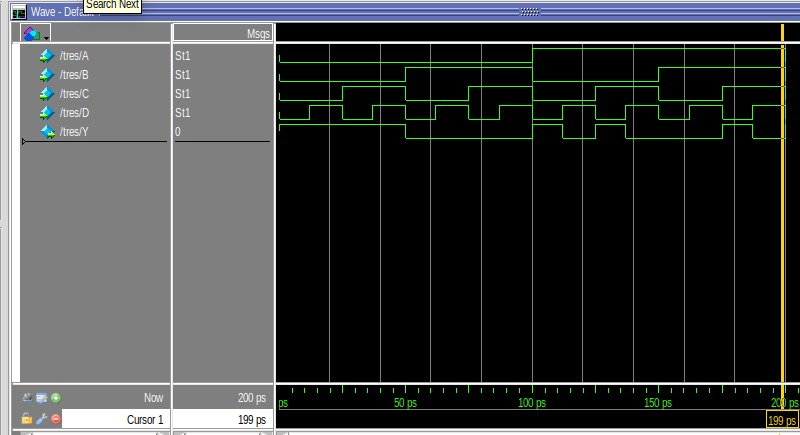 Search Next
Wave - Default
Msgs
/tres/A St1
/tres/B St1
/tres/C St1
/tres/D St1
/tres/Y 0
Now 200 ps ps 50 ps 100 ps 150 ps 200 ps
Cursor 1 199 ps 199 ps